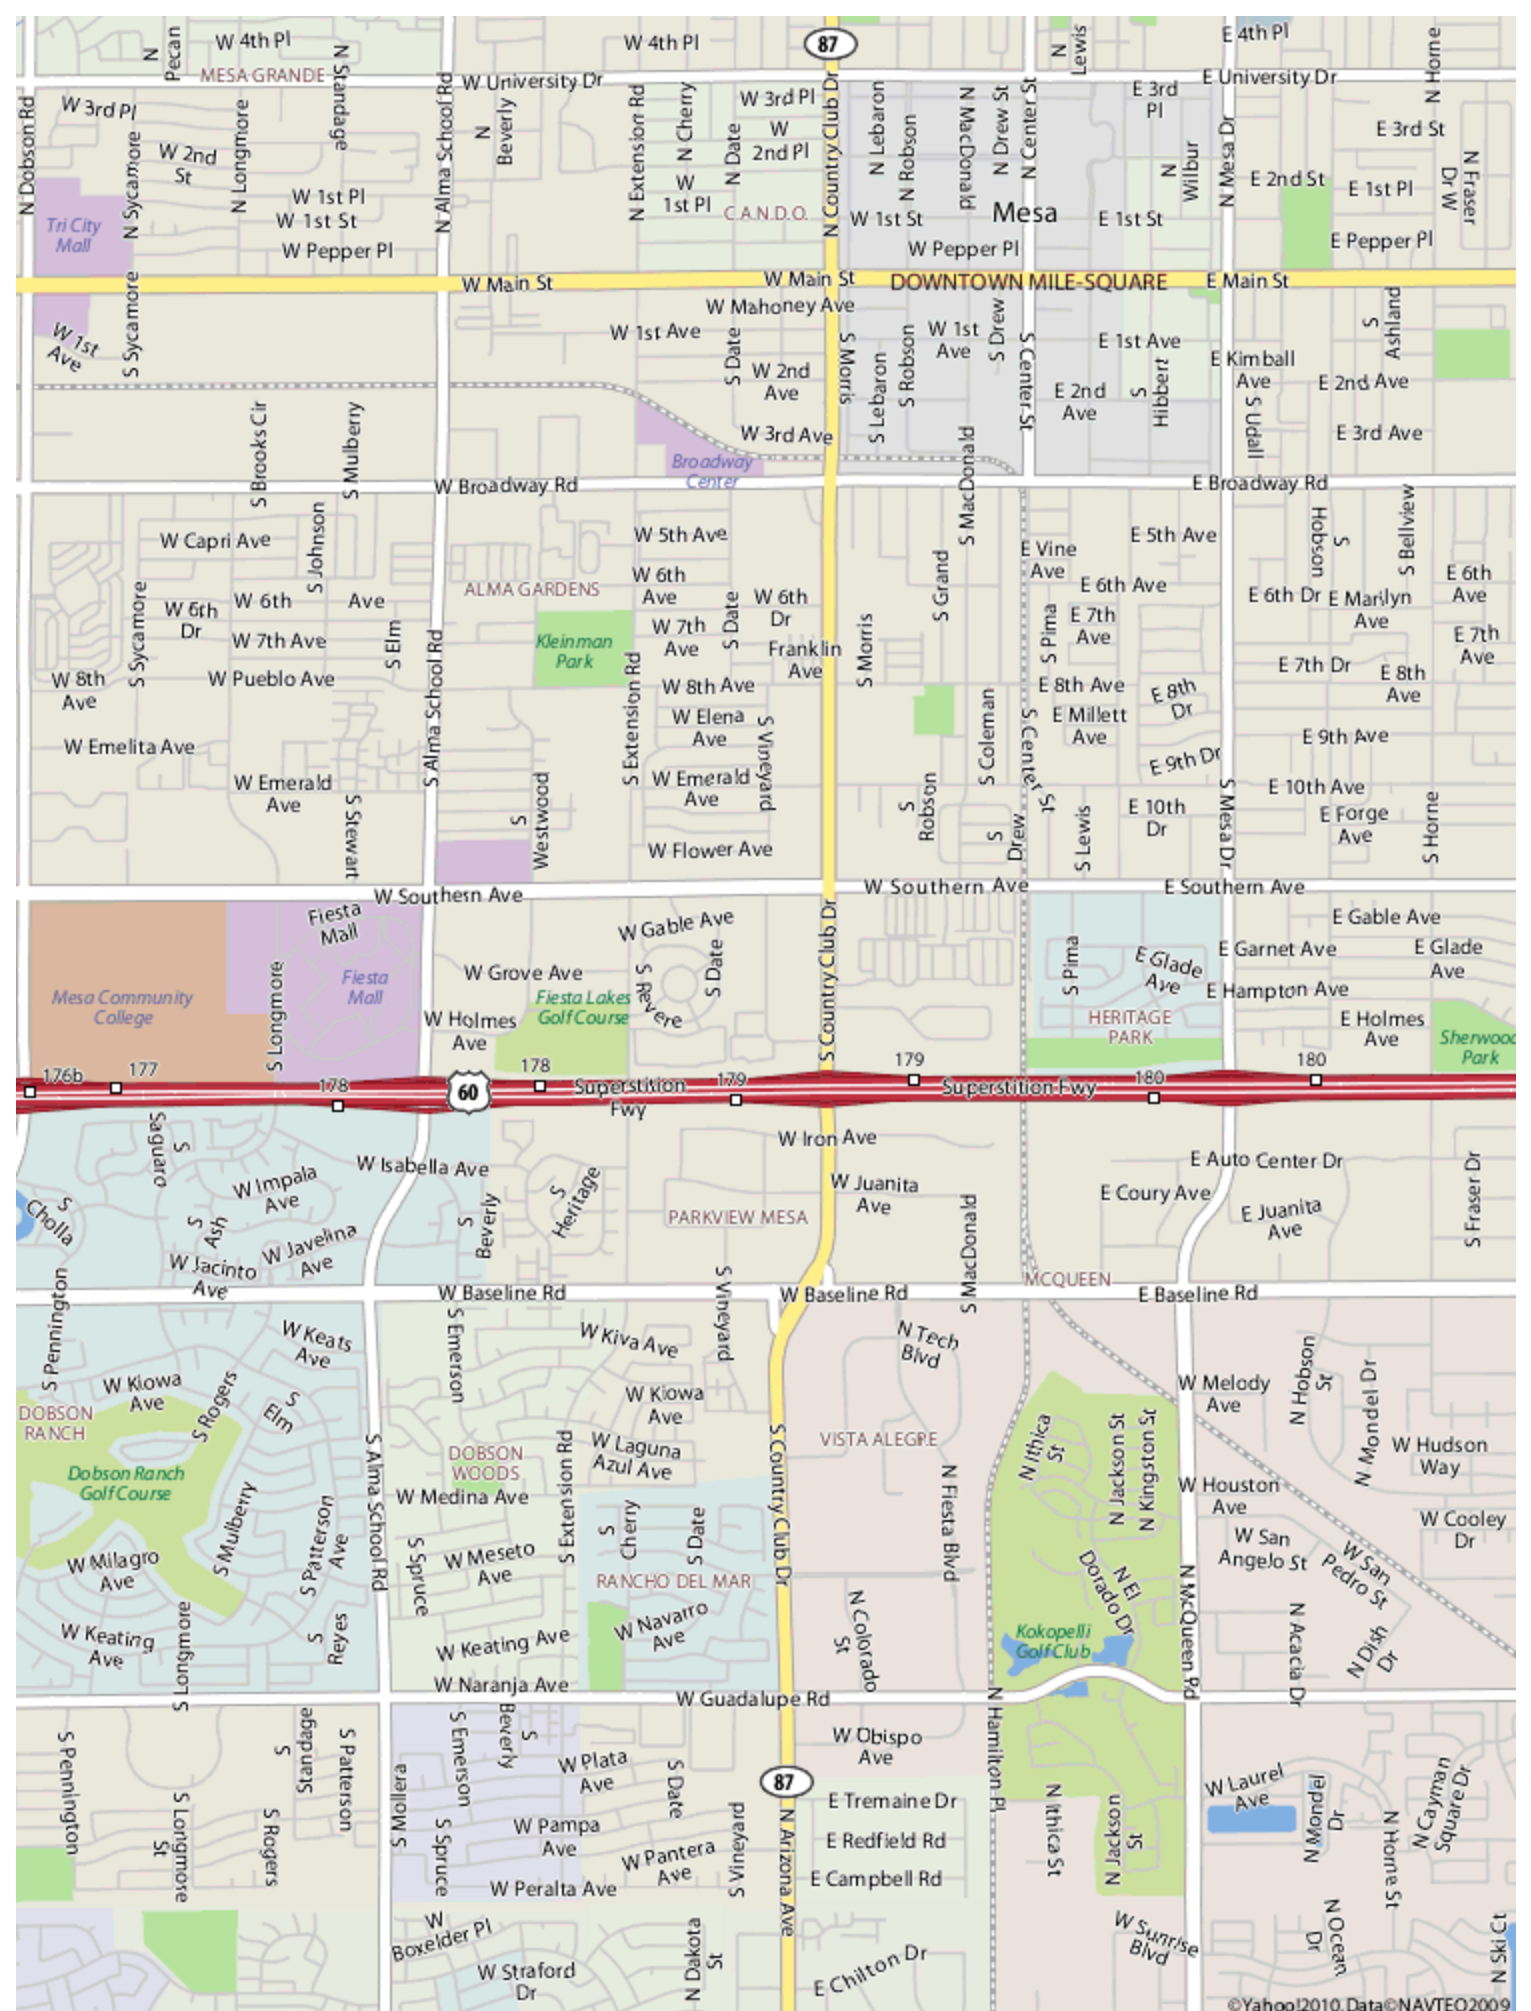 W 4th Pl
W 4th Pl
87
N Lewis
E 4th Pl
N Pecan
MESA GRANDE
N Standage
W University Dr
E University Dr
N Horne
N Dobson Rd
W 3rd Pl
N Alma School Rd
N Beverly
N Extension Rd
N Cherry
W 3rd Pl
N Country Club Dr
N Lebaron
N MacDonald
N Drew St
N Center St
E 3rd
Pl
N Mesa Dr
E 3rd St
N Sycamore
W 2nd
St
N Longmore
N Date
W
2nd Pl
N Robson
N Wilbur
E 2nd St
E 1st Pl
N Fraser
Dr W
W 1st Pl
W
1st Pl
C.A.N.D.O.
W 1st St
W 1st St
Mesa
E 1st St
Tri City
Mall
W Pepper Pl
W Pepper Pl
E Pepper Pl
W Main St
W Main St
DOWNTOWN MILE-SQUARE
E Main St
W Mahoney Ave
S Sycamore
W 1st
Ave
W 1st Ave
S Date
S Morris
S Lebaron
S Robson
W 1st
Ave
S Drew
S Center St
E 1st Ave
S Ashland
E Kimball
Ave
W 2nd
Ave
E 2nd
Ave
S Hibbert
E 2nd Ave
S Udall
S Brooks Cir
S Mulberry
W 3rd Ave
E 3rd Ave
Broadway
Center
S MacDonald
W Broadway Rd
E Broadway Rd
W Capri Ave
S Johnson
W 5th Ave
E Vine
Ave
E 5th Ave
S Hobson
S Bellview
ALMA GARDENS
W 6th
Ave
S Grand
E 6th Ave
E 6th
Ave
S Sycamore
W 6th
Dr
W 6th Ave
W 6th
Dr
E 6th Dr
E Marilyn
Ave
W 7th Ave
S Elm
Kleinman
Park
W 7th
Ave
S Date
Franklin
Ave
S Morris
S Pima
E 7th
Ave
E 7th
Ave
W 8th
Ave
W Pueblo Ave
S Alma School Rd
S Extension Rd
W 8th Ave
E 8th Ave
E 8th
Dr
E 7th Dr
E 8th
Ave
W Emelita Ave
W Elena
Ave
S Vineyard
S Coleman
S Center St
E Millett
Ave
E 9th Ave
E 9th Dr
W Emerald
Ave
S Stewart
S Westwood
W Emerald
Ave
S Robson
S Drew
S Lewis
E 10th
Dr
S Mesa Dr
E 10th Ave
E Forge
Ave
S Horne
W Flower Ave
W Southern Ave
W Southern Ave
E Southern Ave
Fiesta
Mall
W Gable Ave
E Gable Ave
S Country Club Dr
S Pima
E Glade
Ave
E Garnet Ave
E Glade
Ave
Mesa Community
College
S Longmore
Fiesta
Mall
W Grove Ave
Fiesta Lakes
Golf Course
S Revere
S Date
E Hampton Ave
W Holmes
Ave
HERITAGE
PARK
E Holmes
Ave
Sherwood
Park
176b
177
178
60
178
Superstition
Fwy
179
179
Superstition Fwy
180
180
S Saguaro
W Isabella Ave
W Iron Ave
E Auto Center Dr
W Impala
Ave
S Heritage
W Juanita
Ave
E Coury Ave
S Fraser Dr
S Cholla
S Ash
S Beverly
PARKVIEW MESA
E Juanita
Ave
W Jacinto
Ave
W Javelina
Ave
S MacDonald
MCQUEEN
W Baseline Rd
W Baseline Rd
E Baseline Rd
S Pennington
W Keats
Ave
S Emerson
W Kiva Ave
S Vineyard
N Tech
Blvd
W Kiowa
Ave
S Rogers
S Elm
W Kiowa
Ave
W Melody
Ave
N Hobson
St
N Mondel Dr
DOBSON
RANCH
S Alma School Rd
DOBSON
WOODS
S Extension Rd
W Laguna
Azul Ave
S Country Club Dr
VISTA ALEGRE
N Ithica
St
N Jackson St
N Kingston St
W Hudson
Way
Dobson Ranch
Golf Course
W Medina Ave
N Fiesta Blvd
W Houston
Ave
W Cooley
Dr
S Mulberry
S Patterson
Ave
S Cherry
S Date
W San
Angelo St
W San
Pedro St
W Milagro
Ave
S Spruce
W Meseto
Ave
RANCHO DEL MAR
N El
Dorado Dr
N McQueen Rd
W Keating
Ave
S Longmore
S Reyes
W Keating Ave
W Navarro
Ave
N Colorado
St
Kokopelli
Golf Club
N Acacia Dr
N Dish
Dr
W Naranja Ave
W Guadalupe Rd
S Pennington
S Standage
S Patterson
S Emerson
S Beverly
W Obispo
Ave
N Hamilton Pl
W Plata
Ave
S Date
87
W Laurel
Ave
N Mondel
Dr
N Cayman
Square Dr
E Tremaine Dr
S Longmore
St
S Rogers
S Mollera
S Spruce
W Pampa
Ave
W Pantera
Ave
S Vineyard
N Arizona Ave
E Redfield Rd
N Ithica St
N Jackson
St
N Horne St
W Peralta Ave
E Campbell Rd
W
Boxelder Pl
N Dakota
St
E Chilton Dr
W Sunrise
Blvd
N Ocean
Dr
N Ski Ct
W Straford
Dr
©Yahoo!2010, Data©NAVTEQ2009